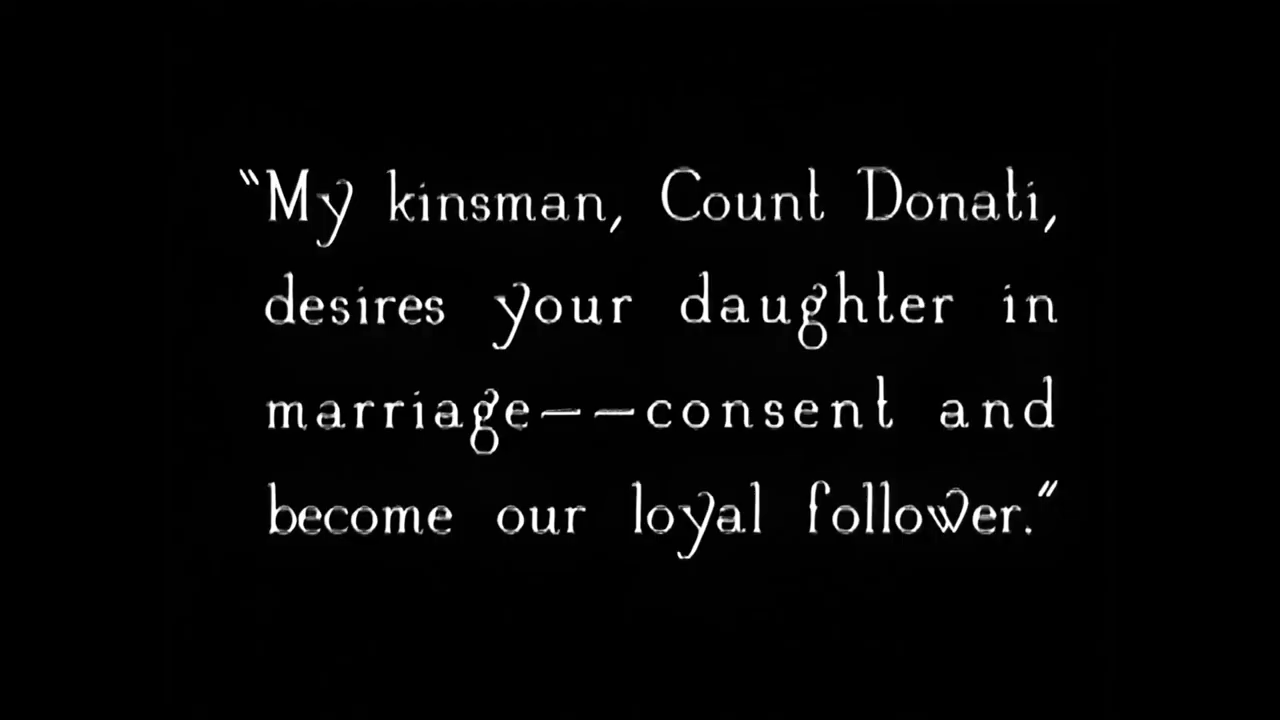 "My kinsman, Count Donati,
desires your daughter in
marriage--consent and
become our loyal follower."